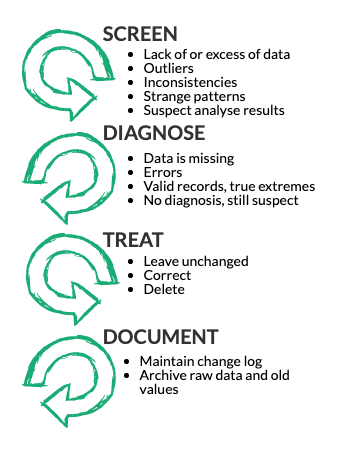 SCREEN
• Lack of or excess of data
• Outliers
• Inconsistencies
• Strange patterns
• Suspect analyse results
DIAGNOSE
• Data is missing
• Errors
• Valid records, true extremes
• No diagnosis, still suspect
TREAT
• Leave unchanged
• Correct
• Delete
DOCUMENT
• Maintain change log
• Archive raw data and old
values